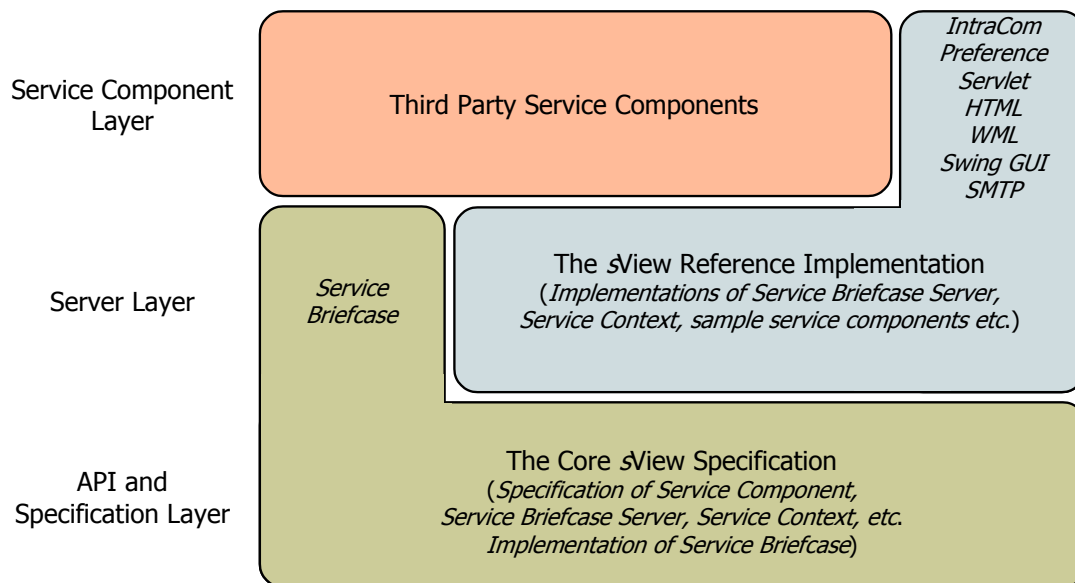 Service Component
Layer
Third Party Service Components
IntraCom
Preference
Servlet
HTML
WML
Swing GUI
SMTP
Server Layer
Service
Briefcase
The sView Reference Implementation
(Implementations of Service Briefcase Server,
Service Context, sample service components etc.)
API and
Specification Layer
The Core sView Specification
(Specification of Service Component,
Service Briefcase Server, Service Context, etc.
Implementation of Service Briefcase)